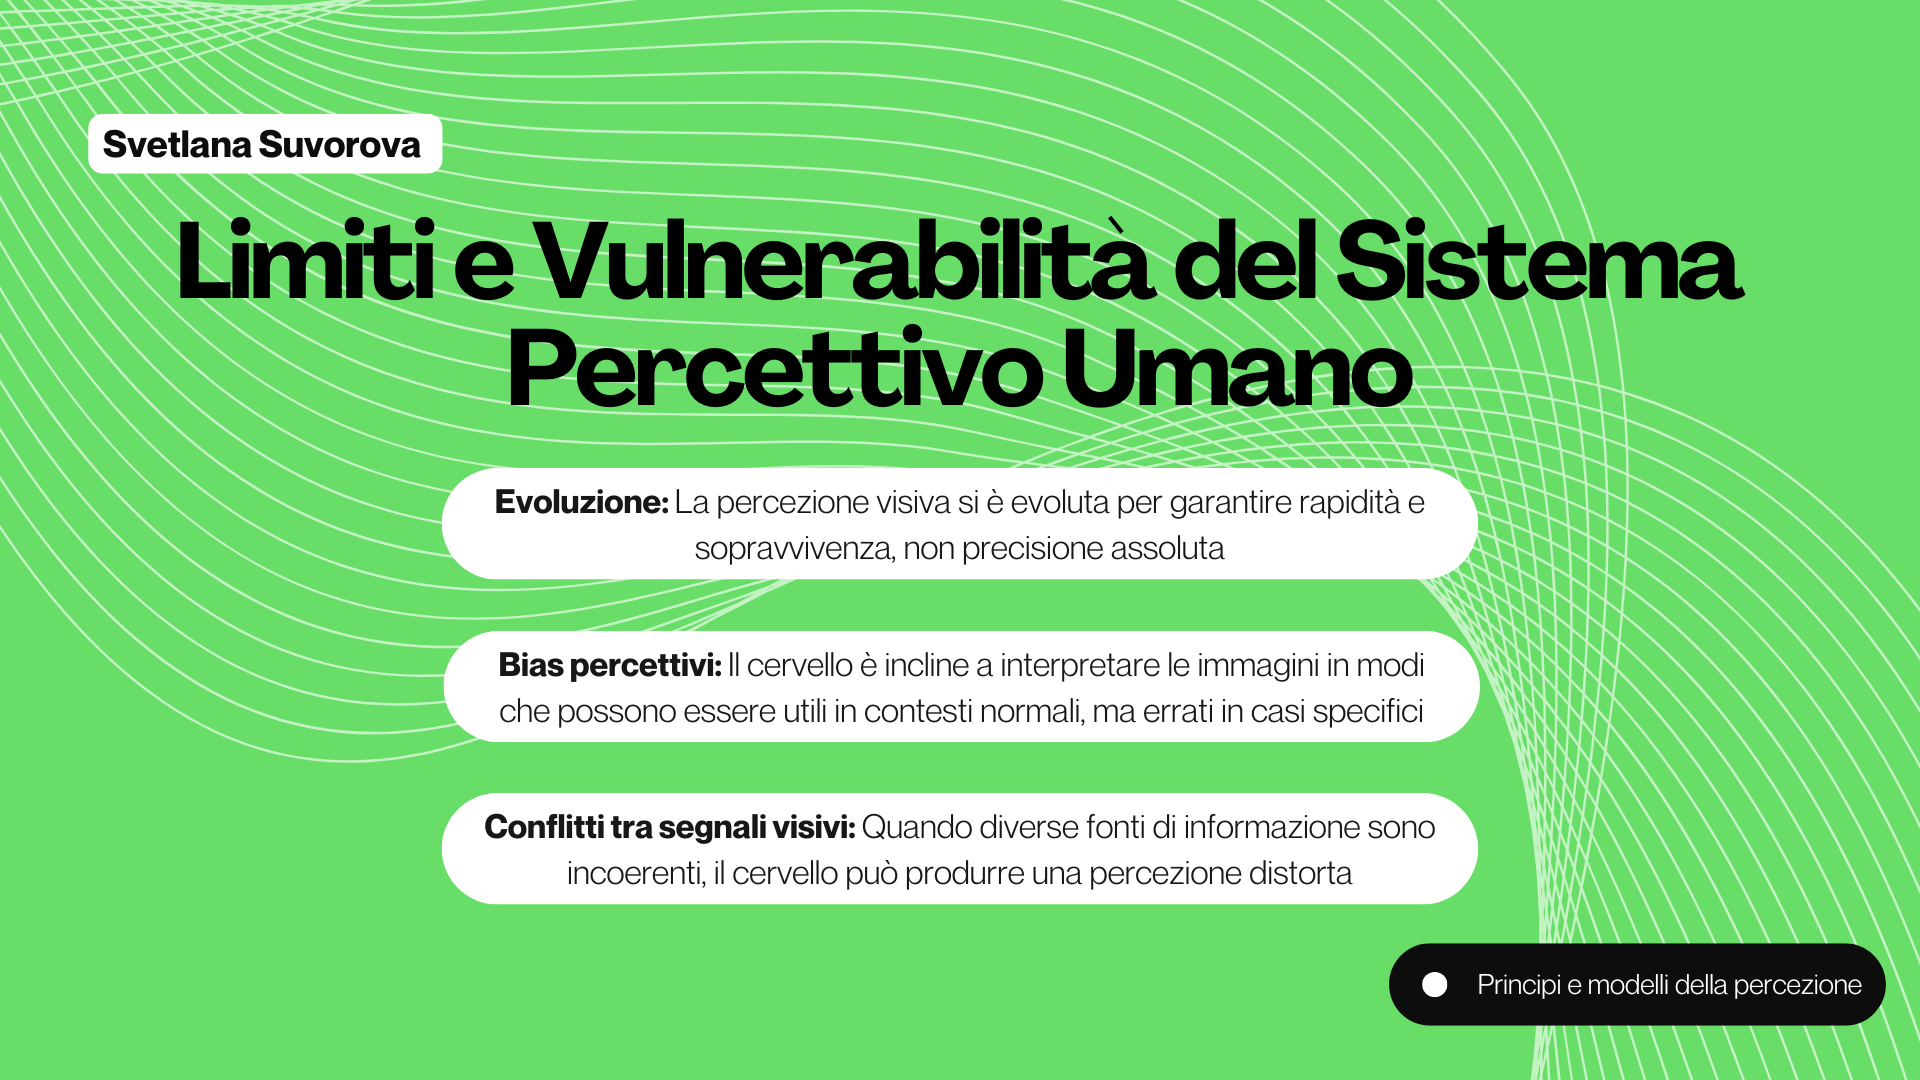 Svetlana Suvorova
Limiti e Vulnerabilità del Sistema
Percettivo Umano
Evoluzione: La percezione visiva si è evoluta per garantire rapidità e
sopravvivenza, non precisione assoluta
Bias percettivi: Il cervello è incline a interpretare le immagini in modi
che possono essere utili in contesti normali, ma errati in casi specifici
Conflitti tra segnali visivi: Quando diverse fonti di informazione sono
incoerenti, il cervello può produrre una percezione distorta
Principi e modelli della percezione